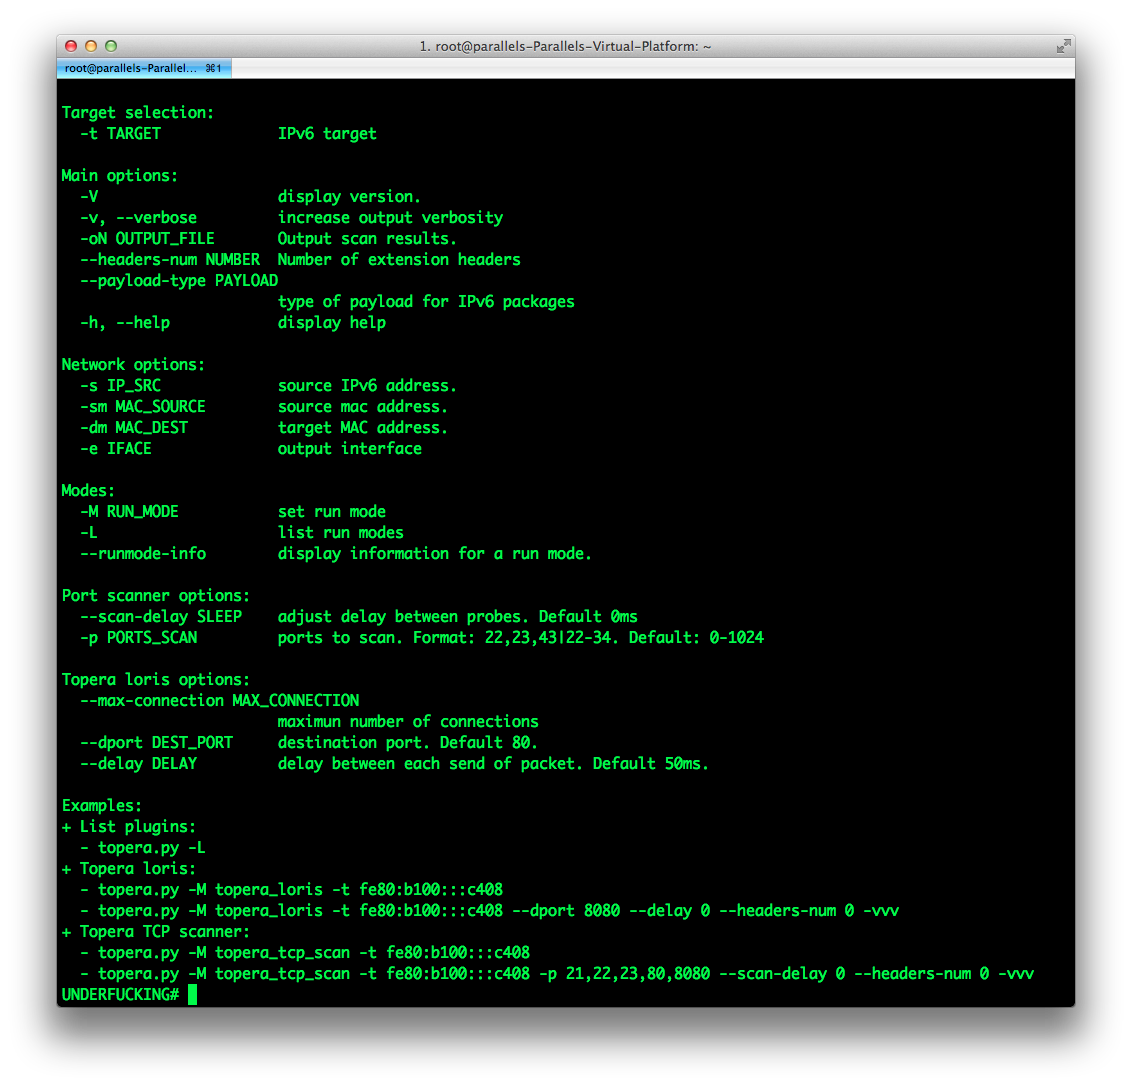 1. root@parallels-Parallels-Virtual-Platform: ~
root@parallels-Parallel... ⌘1
Target selection:
  -t TARGET             IPv6 target
Main options:
  -V                    display version.
  -v, --verbose         increase output verbosity
  -oN OUTPUT_FILE       Output scan results.
  --headers-num NUMBER  Number of extension headers
  --payload-type PAYLOAD
                        type of payload for IPv6 packages
  -h, --help            display help
Network options:
  -s IP_SRC             source IPv6 address.
  -sm MAC_SOURCE        source mac address.
  -dm MAC_DEST          target MAC address.
  -e IFACE              output interface
Modes:
  -M RUN_MODE           set run mode
  -L                    list run modes
  --runmode-info        display information for a run mode.
Port scanner options:
  --scan-delay SLEEP    adjust delay between probes. Default 0ms
  -p PORTS_SCAN         ports to scan. Format: 22,23,43|22-34. Default: 0-1024
Topera loris options:
  --max-connection MAX_CONNECTION
                        maximun number of connections
  --dport DEST_PORT     destination port. Default 80.
  --delay DELAY         delay between each send of packet. Default 50ms.
Examples:
+ List plugins:
  - topera.py -L
+ Topera loris:
  - topera.py -M topera_loris -t fe80:b100:::c408
  - topera.py -M topera_loris -t fe80:b100:::c408 --dport 8080 --delay 0 --headers-num 0 -vvv
+ Topera TCP scanner:
  - topera.py -M topera_tcp_scan -t fe80:b100:::c408
  - topera.py -M topera_tcp_scan -t fe80:b100:::c408 -p 21,22,23,80,8080 --scan-delay 0 --headers-num 0 -vvv
UNDERFUCKING#